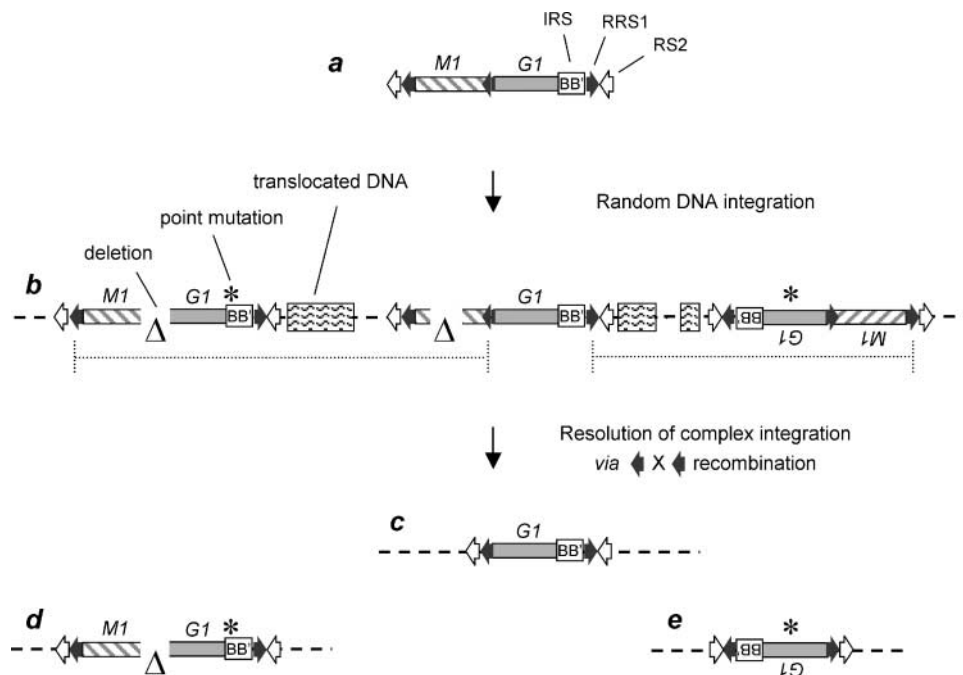 IRS
RRS1
RS2
a
M1
G1
BB'
translocated DNA
Random DNA integration
point mutation
deletion
b
M1
G1
*
BB'
Δ
Δ
G1
BB'
*
BB'
G1
M1
Resolution of complex integration
via X recombination
c
G1
BB'
d
M1
G1
*
BB'
Δ
e
*
BB'
G1